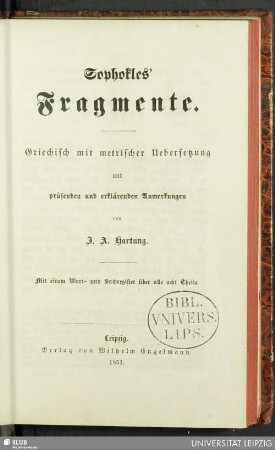 Sophokles'
Fragmente.
Griechisch mit metrischer Uebersetzung
und
prüfenden und erklärenden Anmerkungen
von
J. A. Hartung.
Mit einem Wort- und Sachregister über alle acht Theile.
BIBL.
VNIVERS.
LIPS.
Leipzig.
Verlag von Wilhelm Engelmann.
1851.
SLUB
UNIVERSITÄT LEIPZIG